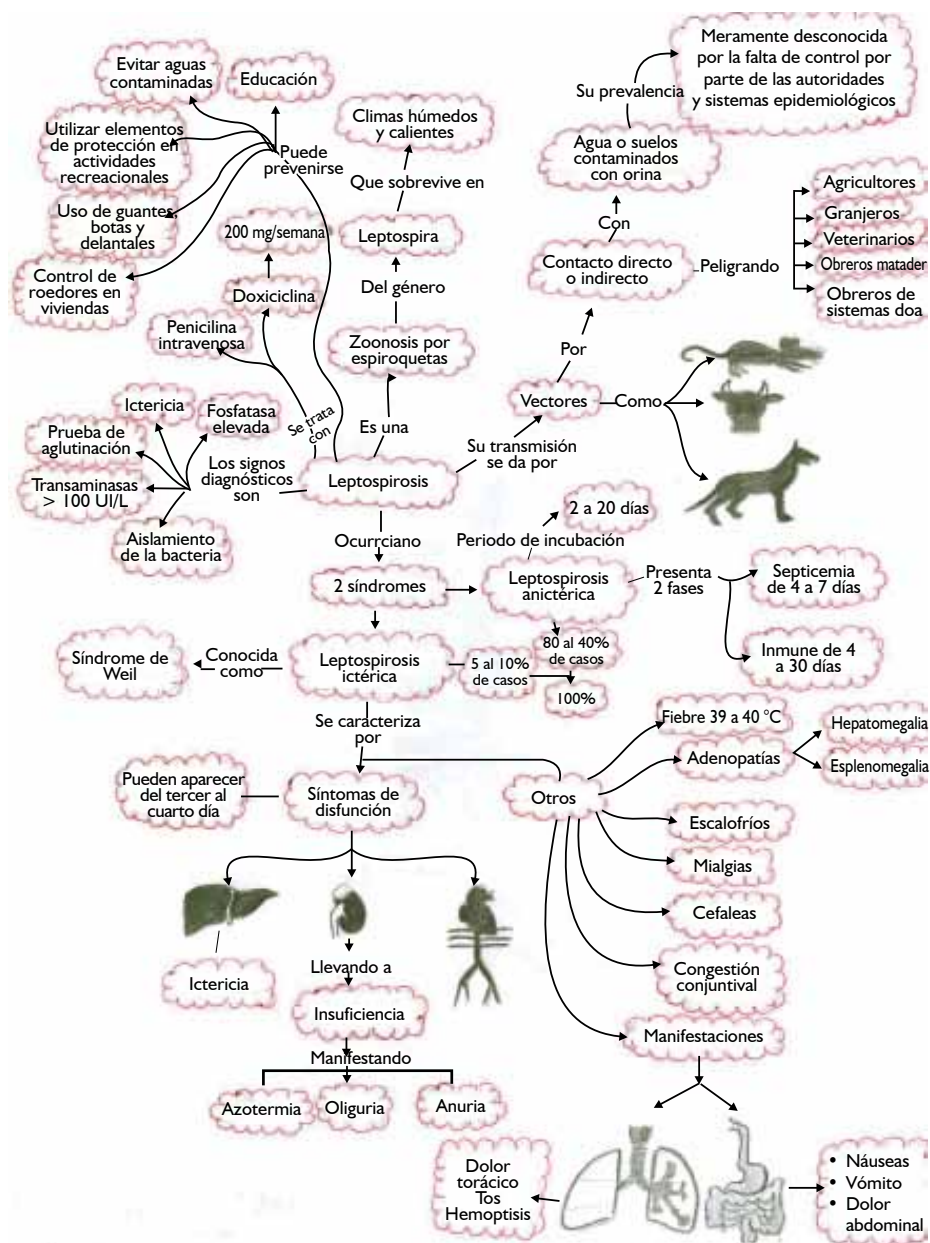 Meramente desconocida
por la falta de control por
parte de las autoridades
y sistemas epidemiológicos
Su prevalencia
Agua o suelos
contaminados
con orina
Con
Contacto directo
o indirecto
Peligrando
Agricultores
Granjeros
Veterinarios
Obreros matader
Obreros de
sistemas doa
Por
Vectores
Como
Su transmisión
se da por
Evitar aguas
contaminadas
Educación
Utilizar elementos
de protección en
actividades
recreacionales
Puede
prevenirse
Uso de guantes,
botas y
delantales
Control de
roedores en
viviendas
Climas húmedos
y calientes
Que sobrevive en
Leptospira
Del género
Zoonosis por
espiroquetas
Es una
200 mg/semana
Doxiciclina
Penicilina
intravenosa
Se trata
con
Ictericia
Fosfatasa
elevada
Prueba de
aglutinación
Los signos
diagnósticos
son
Transaminasas
> 100 UI/L
Aislamiento
de la bacteria
Leptospirosis
Ocurrciano
2 síndromes
Periodo de incubación
2 a 20 días
Leptospirosis
anictérica
Presenta
2 fases
Septicemia
de 4 a 7 días
Inmune de 4
a 30 días
80 al 40%
de casos
Síndrome de
Weil
Conocida
como
Leptospirosis
ictérica
5 al 10%
de casos
100%
Se caracteriza
por
Pueden aparecer
del tercer al
cuarto día
Síntomas de
disfunción
Otros
Fiebre 39 a 40 °C
Adenopatías
Hepatomegalia
Esplenomegalia
Escalofríos
Mialgias
Cefaleas
Congestión
conjuntival
Manifestaciones
Ictericia
Llevando a
Insuficiencia
Manifestando
Azotermia
Oliguria
Anuria
Dolor
torácico
Tos
Hemoptisis
• Náuseas
• Vómito
• Dolor
abdominal